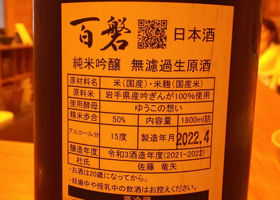 百磐 日本酒
純米吟醸 無濾過生原酒
原材料名 米(国産)・米麹(国産米)
原料米 岩手県産吟ぎんが100%使用
使用酵母 ゆうこの想い
精米歩合 50% 内容量 1800ml詰
アルコール分 15度 製造年月 2022.4
醸造年度 令和3酒造年度(2021-2022)
杜氏 佐藤 竜矢
・お酒は20歳になってから。
・妊娠中や授乳中の飲酒はお控えください。
要冷蔵